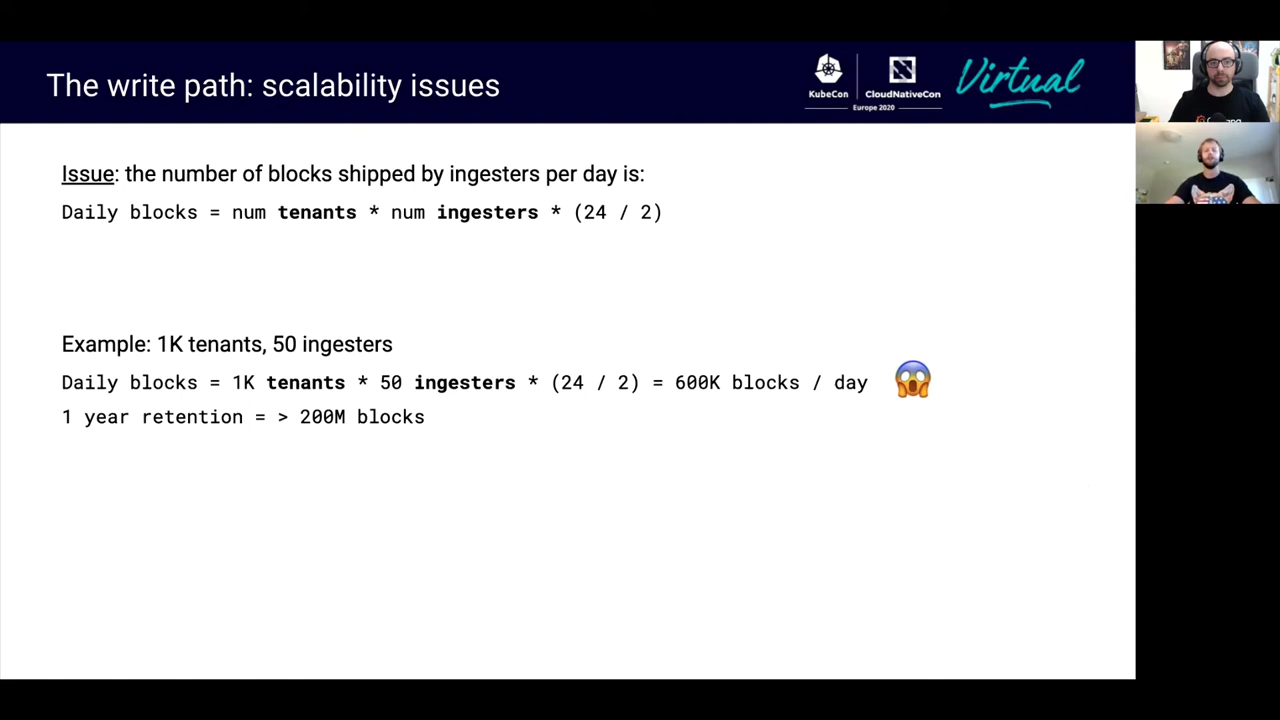 The write path: scalability issues
KubeCon
CloudNativeCon
Europe 2020
Virtual
Issue: the number of blocks shipped by ingesters per day is:
Daily blocks = num tenants * num ingesters * (24 / 2)
Example: 1K tenants, 50 ingesters
Daily blocks = 1K tenants * 50 ingesters * (24 / 2) = 600K blocks / day
1 year retention = > 200M blocks